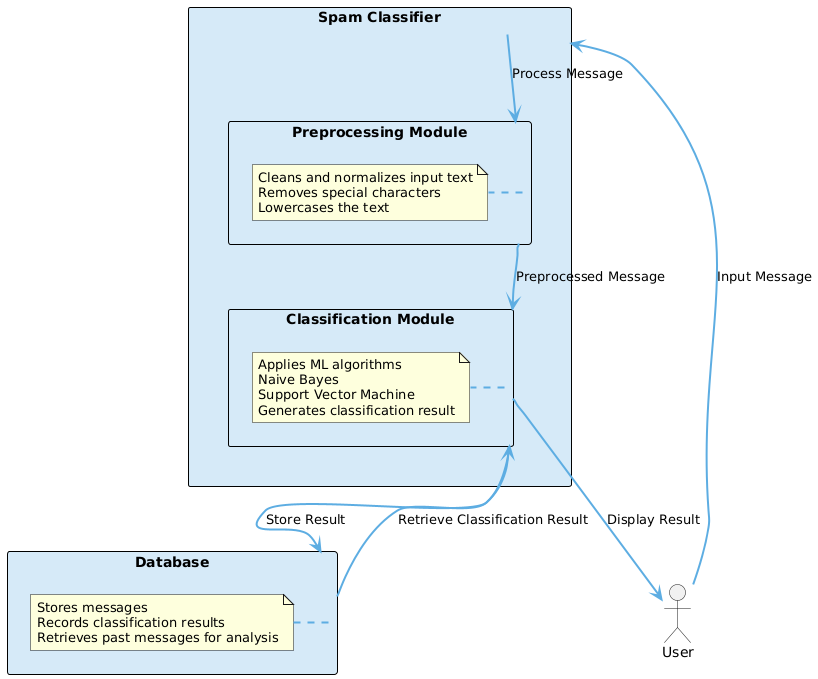 Spam Classifier
Process Message
Preprocessing Module
Cleans and normalizes input text
Removes special characters
Lowercases the text
Preprocessed Message
Input Message
Classification Module
Applies ML algorithms
Naive Bayes
Support Vector Machine
Generates classification result
Store Result
Retrieve Classification Result
Display Result
Database
Stores messages
Records classification results
Retrieves past messages for analysis
User